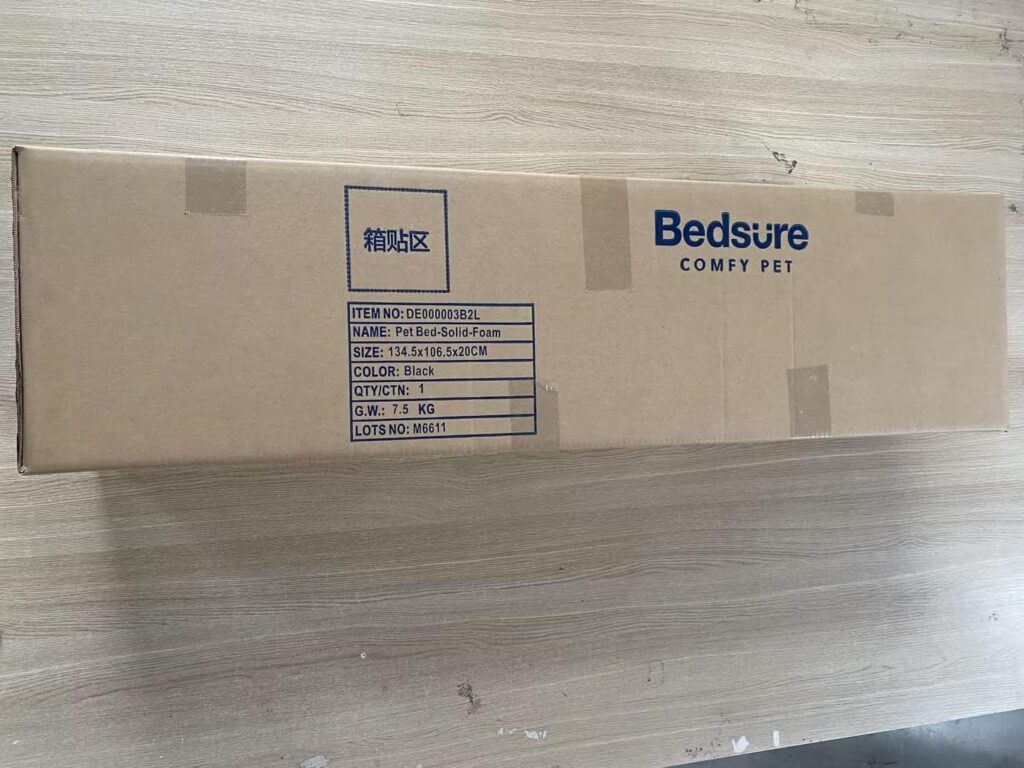 箱贴区
Bedsure
COMFY PET
ITEM NO: DE000003B2L
NAME: Pet Bed-Solid-Foam
SIZE: 134.5x106.5x20CM
COLOR: Black
QTY/CTN: 1
G.W.: 7.5 KG
LOTS NO: M6611